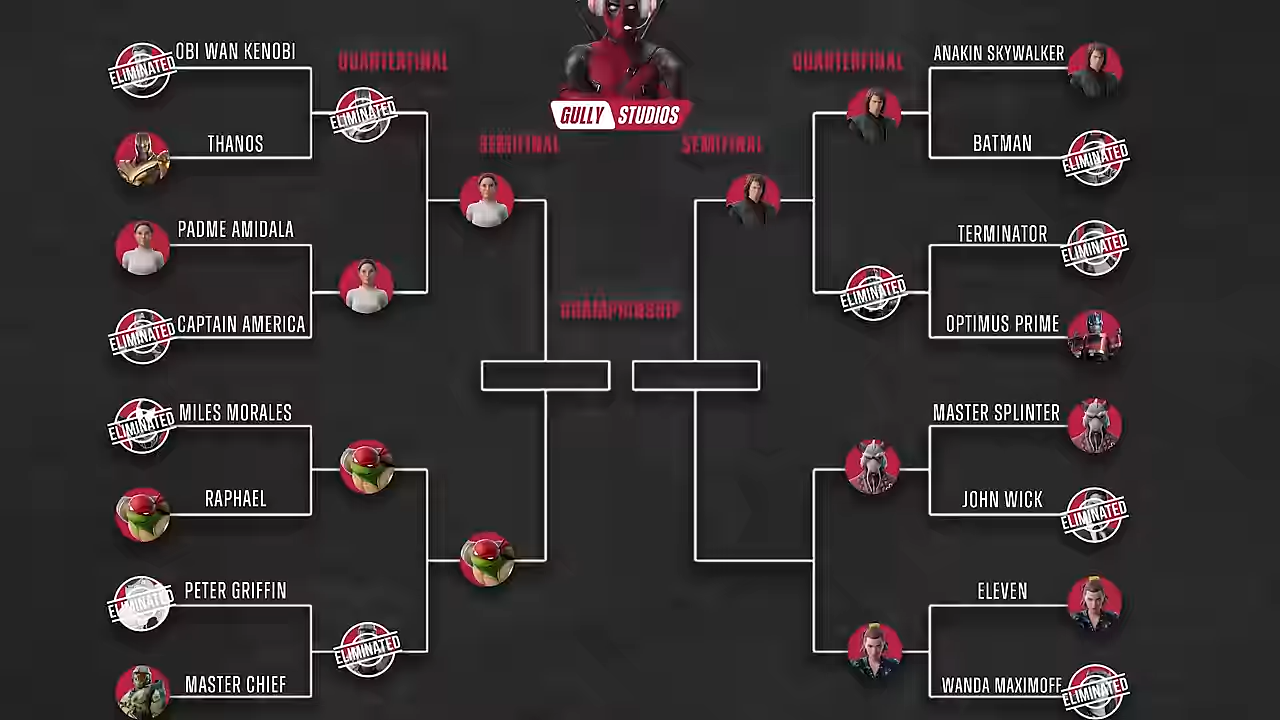 OBI WAN KENOBI
ELIMINATED
THANOS
PADME AMIDALA
CAPTAIN AMERICA
ELIMINATED
MILES MORALES
ELIMINATED
RAPHAEL
PETER GRIFFIN
ELIMINATED
MASTER CHIEF
QUARTERFINAL
ELIMINATED
ELIMINATED
SEMIFINAL
GULLY STUDIOS
CHAMPIONSHIP
SEMIFINAL
QUARTERFINAL
ELIMINATED
ANAKIN SKYWALKER
BATMAN
ELIMINATED
TERMINATOR
ELIMINATED
OPTIMUS PRIME
MASTER SPLINTER
JOHN WICK
ELIMINATED
ELEVEN
WANDA MAXIMOFF
ELIMINATED